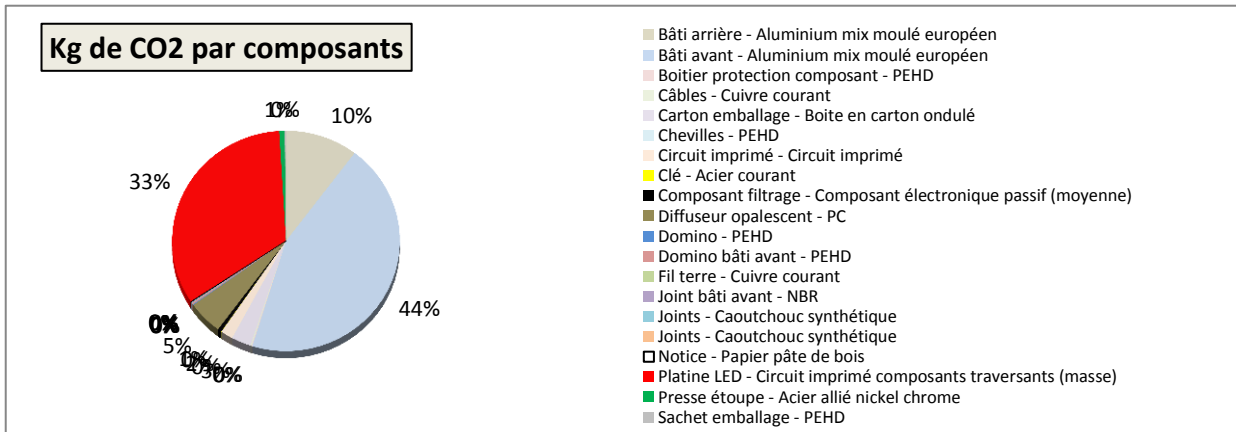 Kg de CO2 par composants
1%
0%
10%
33%
44%
5%
0%
Bâti arrière - Aluminium mix moulé européen
Bâti avant - Aluminium mix moulé européen
Boitier protection composant - PEHD
Câbles - Cuivre courant
Carton emballage - Boite en carton ondulé
Chevilles - PEHD
Circuit imprimé - Circuit imprimé
Clé - Acier courant
Composant filtrage - Composant électronique passif (moyenne)
Diffuseur opalescent - PC
Domino - PEHD
Domino bâti avant - PEHD
Fil terre - Cuivre courant
Joint bâti avant - NBR
Joints - Caoutchouc synthétique
Joints - Caoutchouc synthétique
Notice - Papier pâte de bois
Platine LED - Circuit imprimé composants traversants (masse)
Presse étoupe - Acier allié nickel chrome
Sachet emballage - PEHD